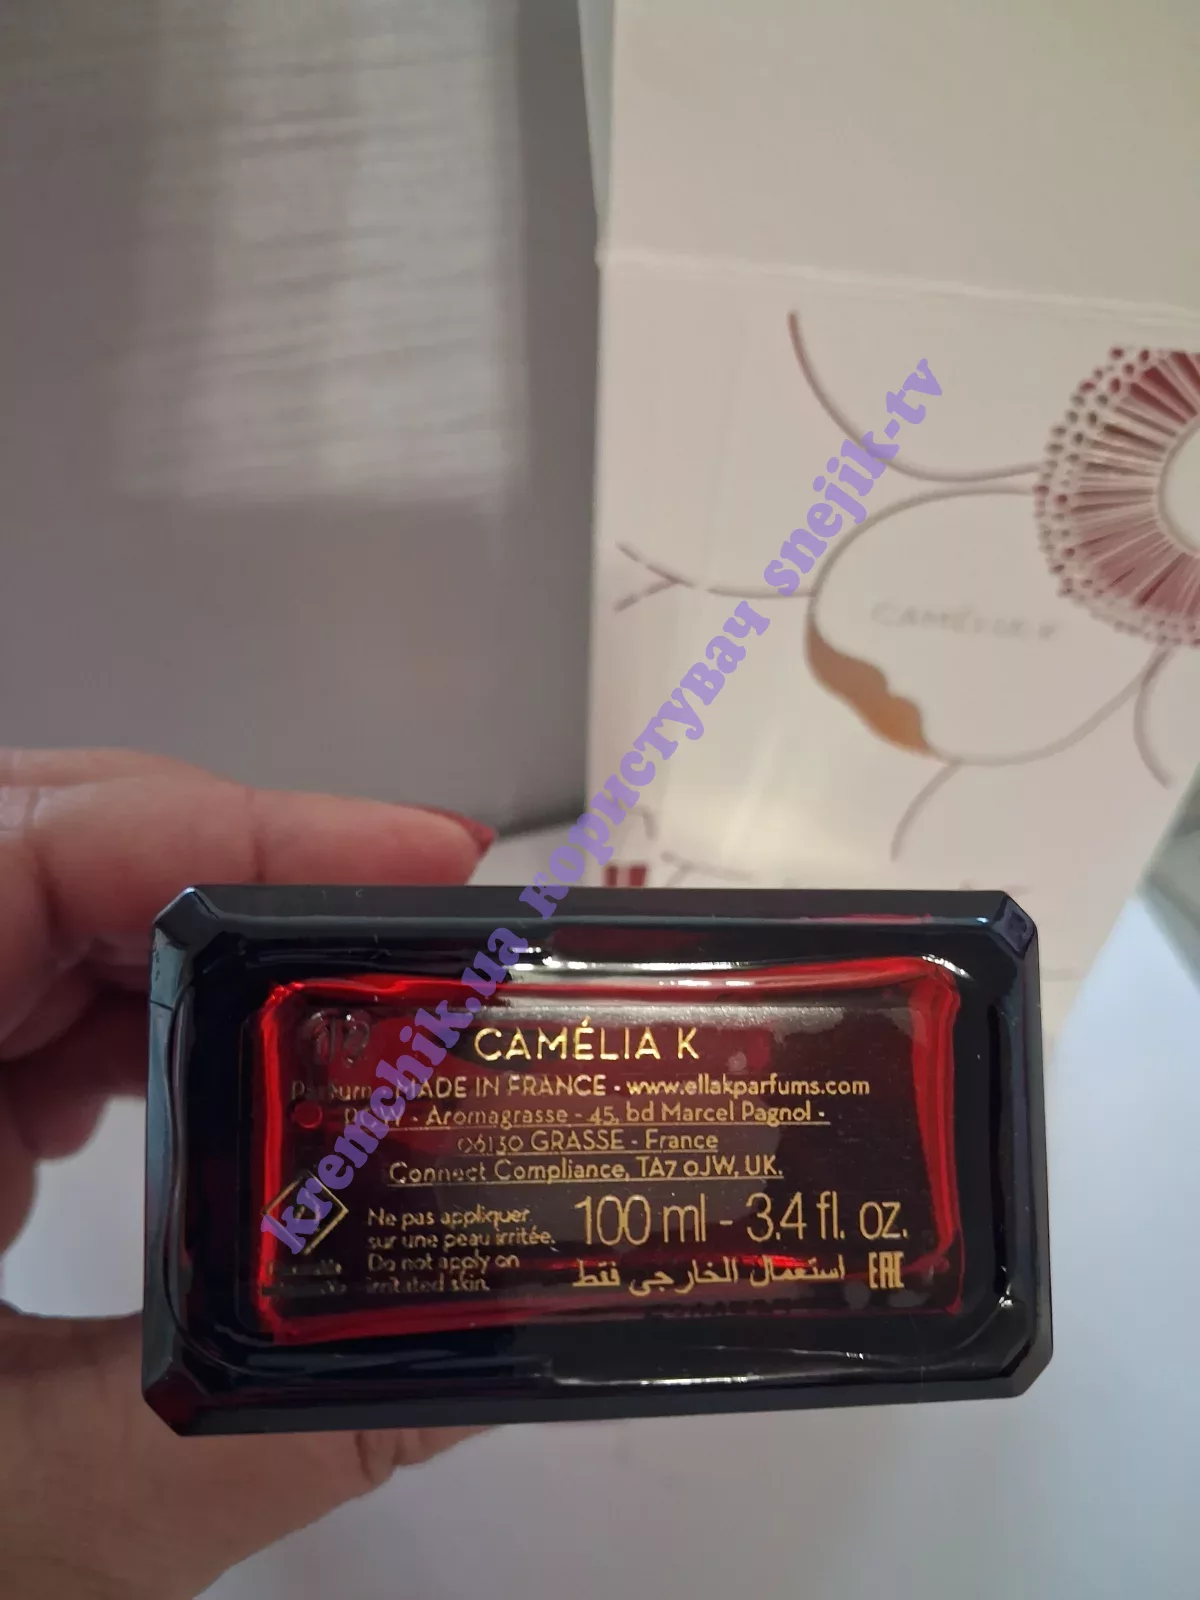 CAMÉLIA K
CAMÉLIA K
Parfum - MADE IN FRANCE - www.ellakparfums.com
- Aromagrasse - 45, bd Marcel Pagnol -
06130 GRASSE - France
Connect Compliance, TA7 0JW, UK.
Ne pas appliquer
sur une peau irritée.
Do not apply on
irritated skin.
100 ml - 3.4 fl. oz.
استعمال الخارجي فقط
EAC
kremchik.ua користувач snejik-tv